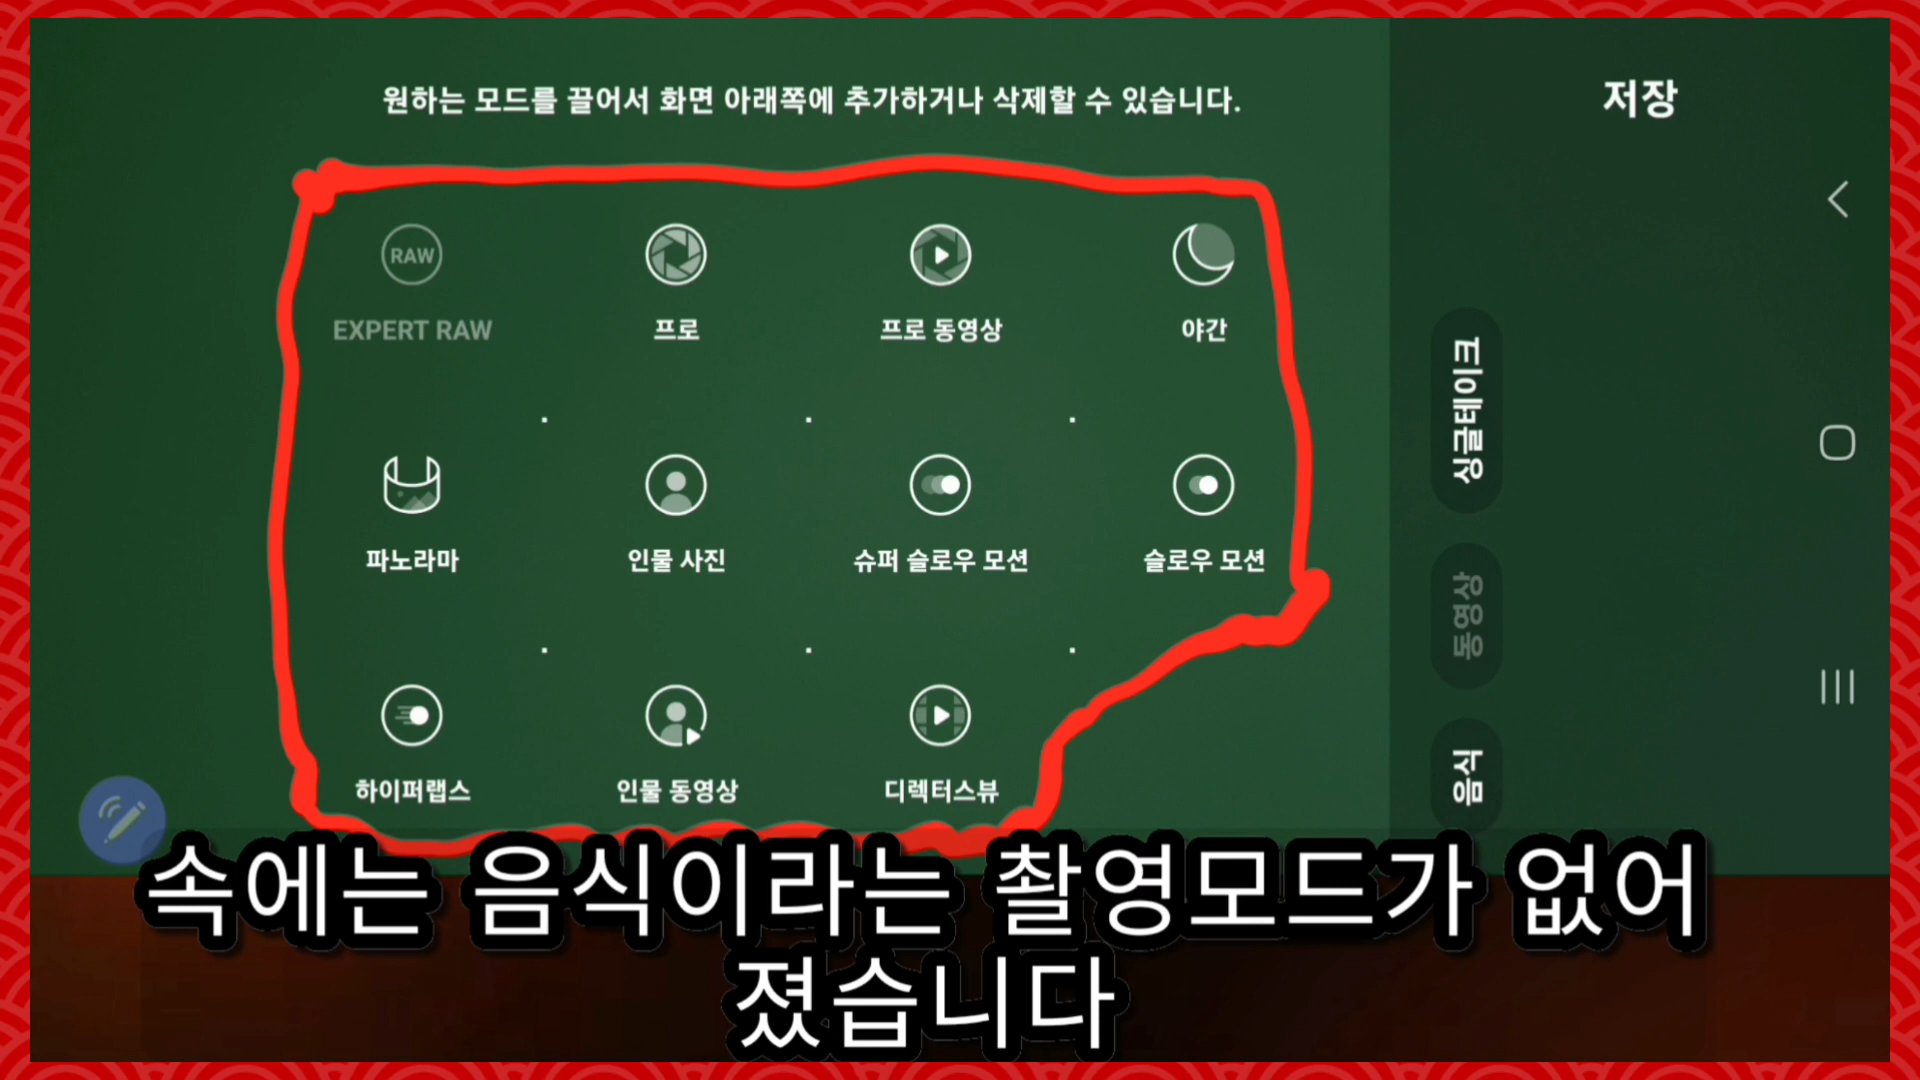 원하는 모드를 끌어서 화면 아래쪽에 추가하거나 삭제할 수 있습니다.
저장
RAW
EXPERT RAW
프로
프로 동영상
야간
파노라마
인물 사진
슈퍼 슬로우 모션
슬로우 모션
하이퍼랩스
인물 동영상
디렉터스뷰
싱글테이크
동영상
음식
속에는 음식이라는 촬영모드가 없어
졌습니다